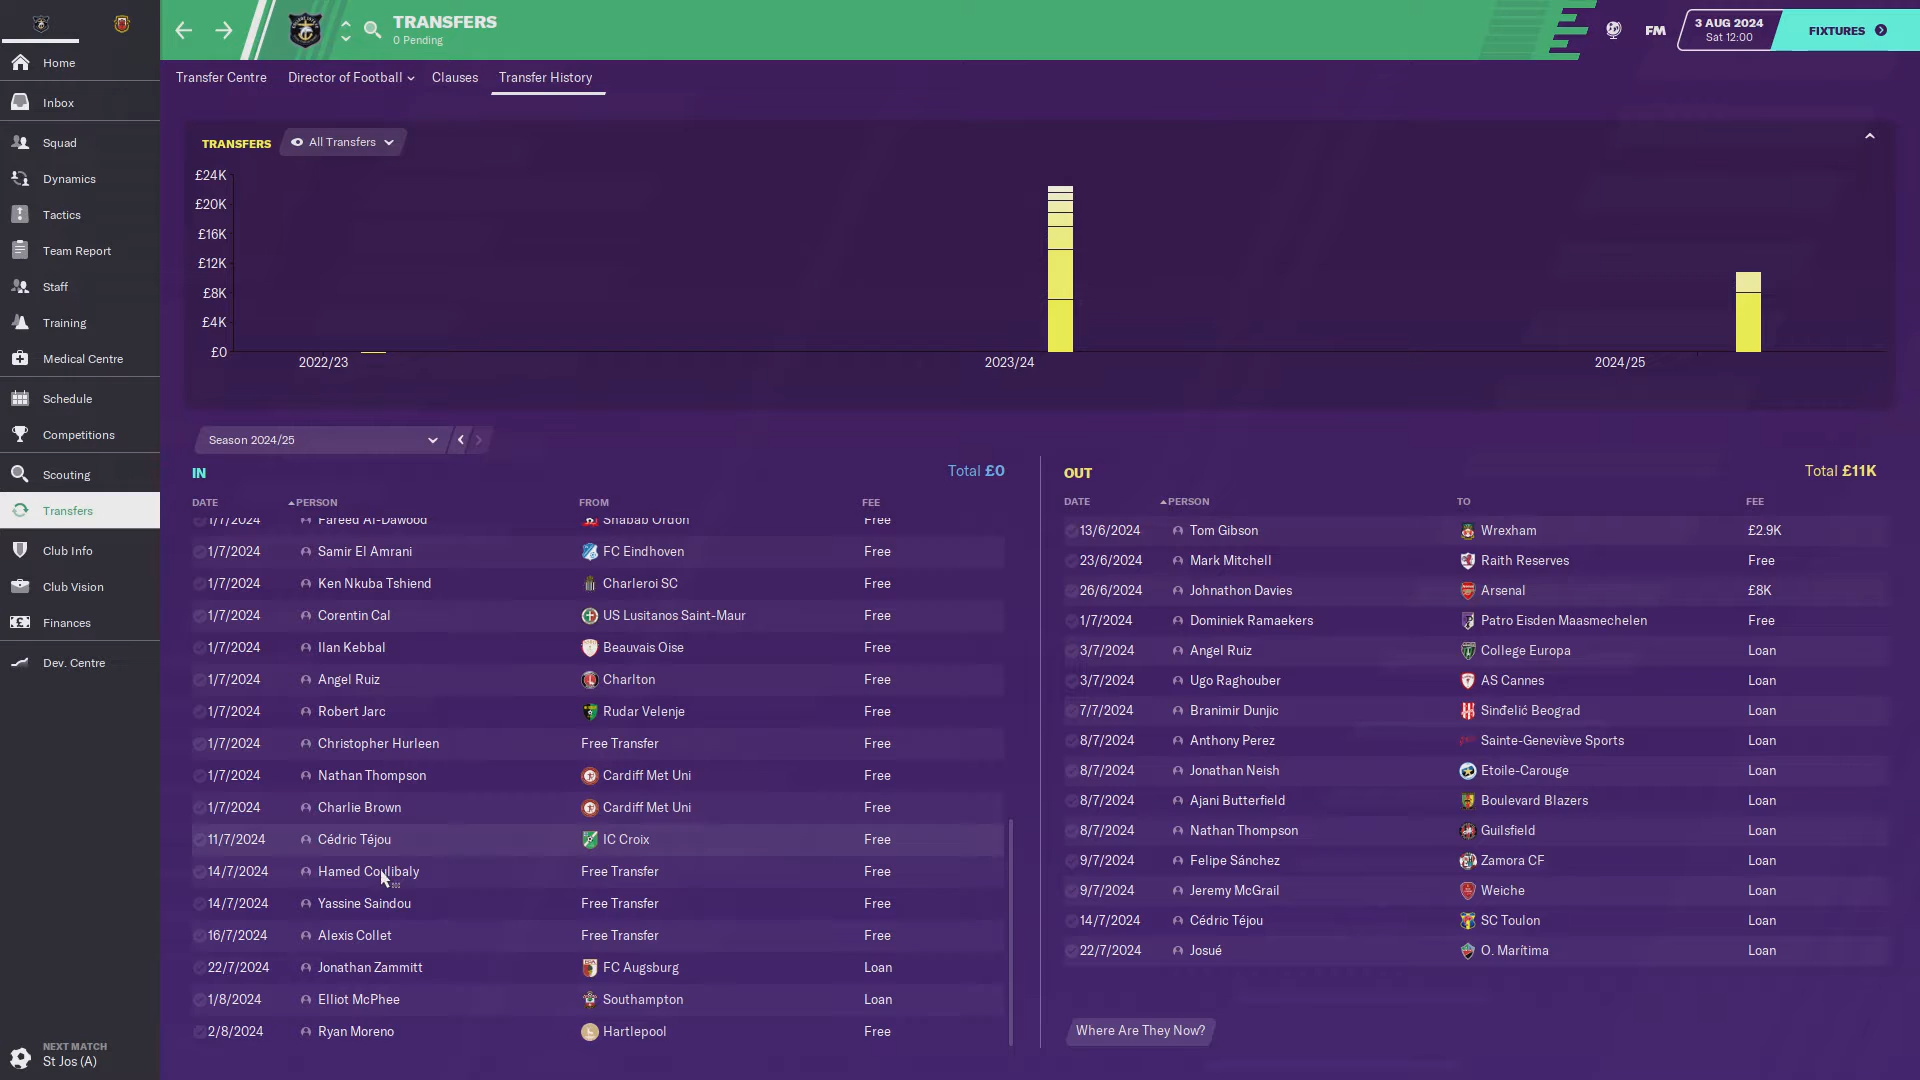 TRANSFERS
0 Pending
FM
3 AUG 2024
Sat 12:00
FIXTURES
Home
Inbox
Squad
Dynamics
Tactics
Team Report
Staff
Training
Medical Centre
Schedule
Competitions
Scouting
Transfers
Club Info
Club Vision
Finances
Dev. Centre
NEXT MATCH
St Jos (A)
Transfer Centre Director of Football Clauses Transfer History
TRANSFERS All Transfers
£24K
£20K
£16K
£12K
£8K
£4K
£0
2022/23 2023/24 2024/25
Season 2024/25
IN Total £0
DATE PERSON FROM FEE
1/7/2024 Fareed Al-Dawood Shabab Ordon Free
1/7/2024 Samir El Amrani FC Eindhoven Free
1/7/2024 Ken Nkuba Tshiend Charleroi SC Free
1/7/2024 Corentin Cal US Lusitanos Saint-Maur Free
1/7/2024 Ilan Kebbal Beauvais Oise Free
1/7/2024 Angel Ruiz Charlton Free
1/7/2024 Robert Jarc Rudar Velenje Free
1/7/2024 Christopher Hurleen Free Transfer Free
1/7/2024 Nathan Thompson Cardiff Met Uni Free
1/7/2024 Charlie Brown Cardiff Met Uni Free
11/7/2024 Cédric Téjou IC Croix Free
14/7/2024 Hamed Coulibaly Free Transfer Free
14/7/2024 Yassine Saindou Free Transfer Free
16/7/2024 Alexis Collet Free Transfer Free
22/7/2024 Jonathan Zammitt FC Augsburg Loan
1/8/2024 Elliot McPhee Southampton Loan
2/8/2024 Ryan Moreno Hartlepool Free
OUT Total £11K
DATE PERSON TO FEE
13/6/2024 Tom Gibson Wrexham £2.9K
23/6/2024 Mark Mitchell Raith Reserves Free
26/6/2024 Johnathon Davies Arsenal £8K
1/7/2024 Dominiek Ramaekers Patro Eisden Maasmechelen Free
3/7/2024 Angel Ruiz College Europa Loan
3/7/2024 Ugo Raghouber AS Cannes Loan
7/7/2024 Branimir Dunjic Sinđelić Beograd Loan
8/7/2024 Anthony Perez Sainte-Geneviève Sports Loan
8/7/2024 Jonathan Neish Etoile-Carouge Loan
8/7/2024 Ajani Butterfield Boulevard Blazers Loan
8/7/2024 Nathan Thompson Guilsfield Loan
9/7/2024 Felipe Sánchez Zamora CF Loan
9/7/2024 Jeremy McGrail Weiche Loan
14/7/2024 Cédric Téjou SC Toulon Loan
22/7/2024 Josué O. Marítima Loan
Where Are They Now?